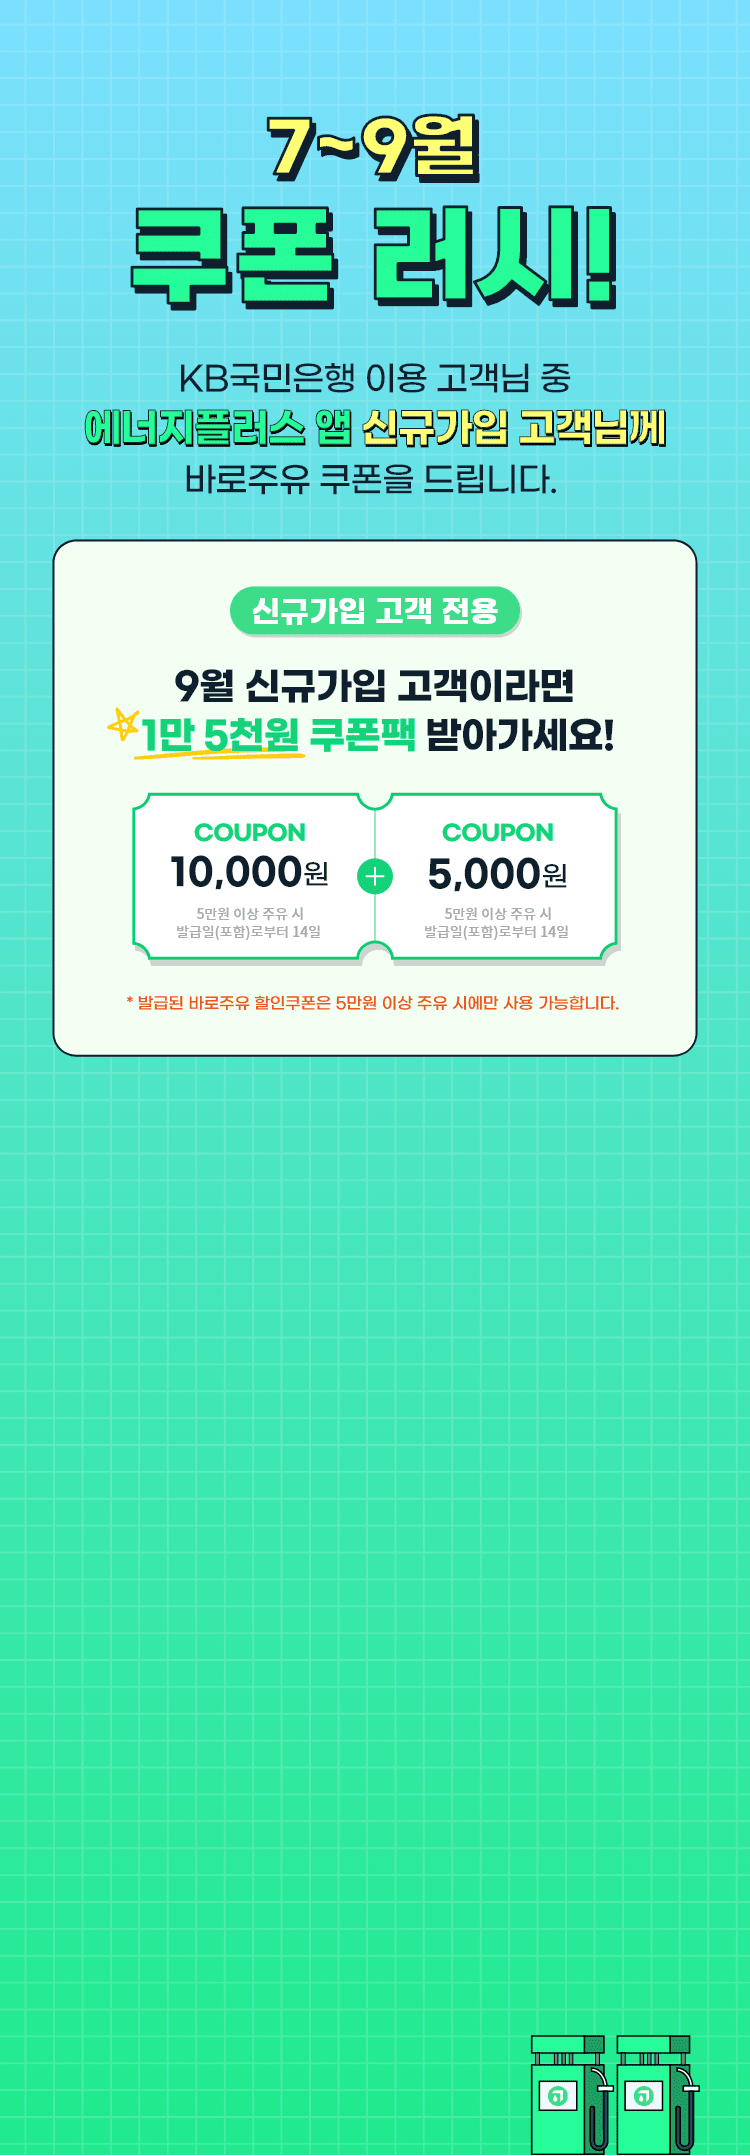 7~9월
쿠폰 러시!
KB국민은행 이용 고객님 중
에너지플러스 앱 신규가입 고객님께
바로주유 쿠폰을 드립니다.
신규가입 고객 전용
9월 신규가입 고객이라면
1만 5천원 쿠폰팩 받아가세요!
COUPON
10,000원
5만원 이상 주유 시
발급일(포함)로부터 14일
+
COUPON
5,000원
5만원 이상 주유 시
발급일(포함)로부터 14일
* 발급된 바로주유 할인쿠폰은 5만원 이상 주유 시에만 사용 가능합니다.